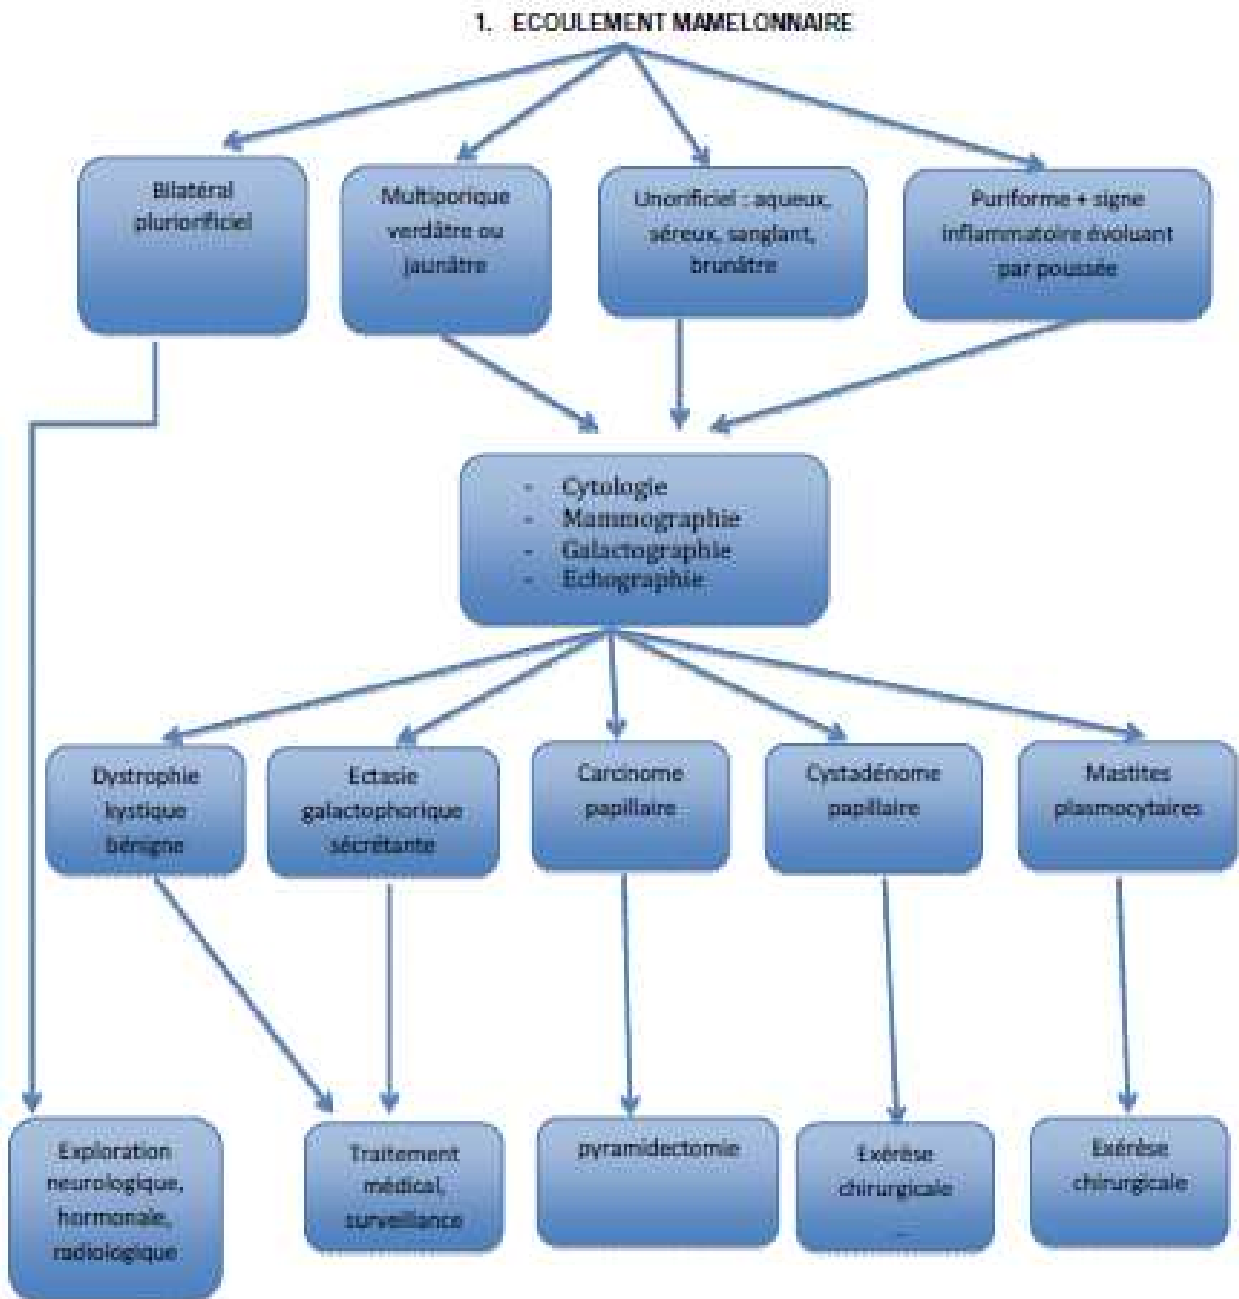 1. ECOULEMENT MAMELONNAIRE
Bilatéral
pluriorificiel
Multiporique
verdâtre ou
jaunâtre
Unorificiel : aqueux,
séreux, sanglant,
brunâtre
Puriforme + signe
inflammatoire évoluant
par poussée
- Cytologie
- Mammographie
- Galactographie
- Echographie
Dystrophie
kystique
bénigne
Ectasie
galactophorique
sécrétante
Carcinome
papillaire
Cystadénome
papillaire
Mastites
plasmocytaires
Exploration
neurologique,
hormonale,
radiologique
Traitement
médical,
surveillance
pyramidectomie
Exérèse
chirurgicale
..
Exérèse
chirurgicale